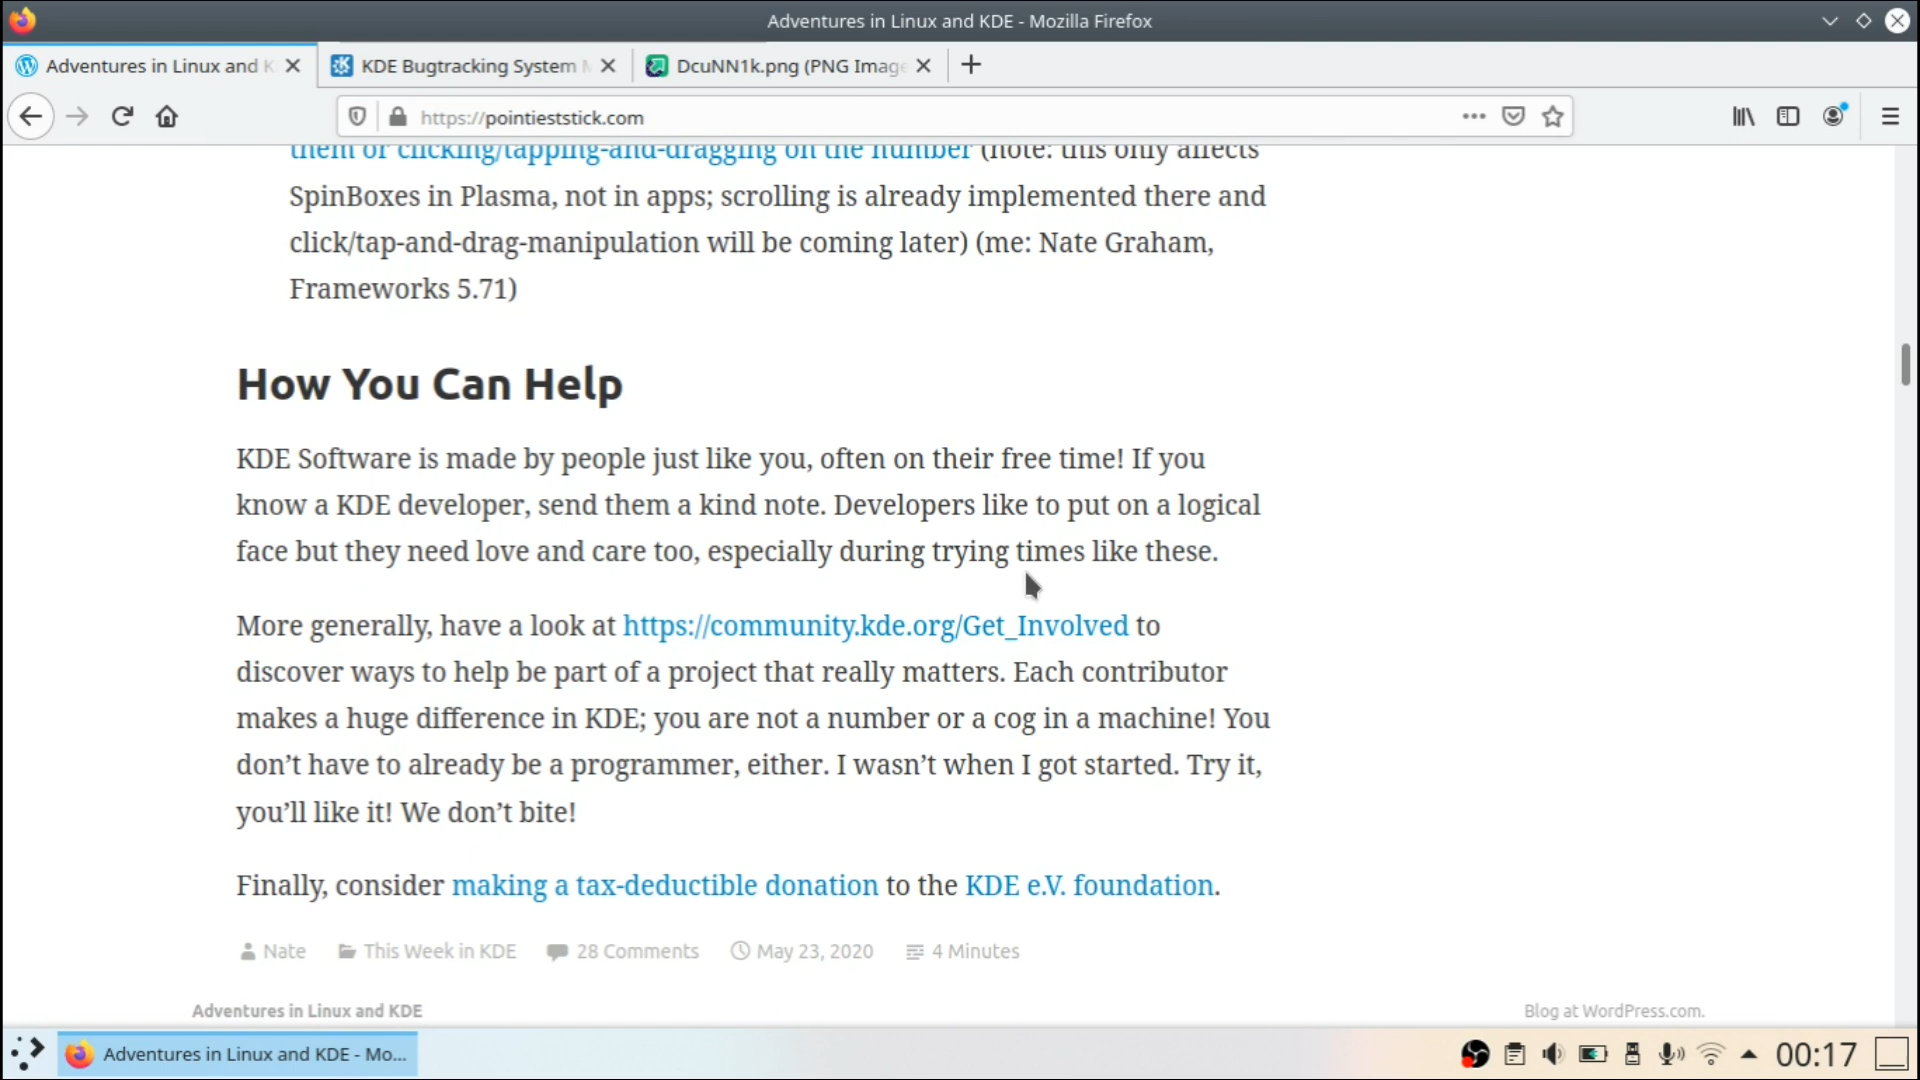 Adventures in Linux and KDE - Mozilla Firefox
Adventures in Linux and K
KDE Bugtracking System
DcuNN1k.png (PNG Image
https://pointieststick.com
them or clicking/tapping-and-dragging on the number (note: this only affects
SpinBoxes in Plasma, not in apps; scrolling is already implemented there and
click/tap-and-drag-manipulation will be coming later) (me: Nate Graham,
Frameworks 5.71)
How You Can Help
KDE Software is made by people just like you, often on their free time! If you
know a KDE developer, send them a kind note. Developers like to put on a logical
face but they need love and care too, especially during trying times like these.
More generally, have a look at https://community.kde.org/Get_Involved to
discover ways to help be part of a project that really matters. Each contributor
makes a huge difference in KDE; you are not a number or a cog in a machine! You
don’t have to already be a programmer, either. I wasn’t when I got started. Try it,
you’ll like it! We don’t bite!
Finally, consider making a tax-deductible donation to the KDE e.V. foundation.
Nate This Week in KDE 28 Comments May 23, 2020 4 Minutes
Adventures in Linux and KDE
Blog at WordPress.com.
Adventures in Linux and KDE - Mo...
00:17